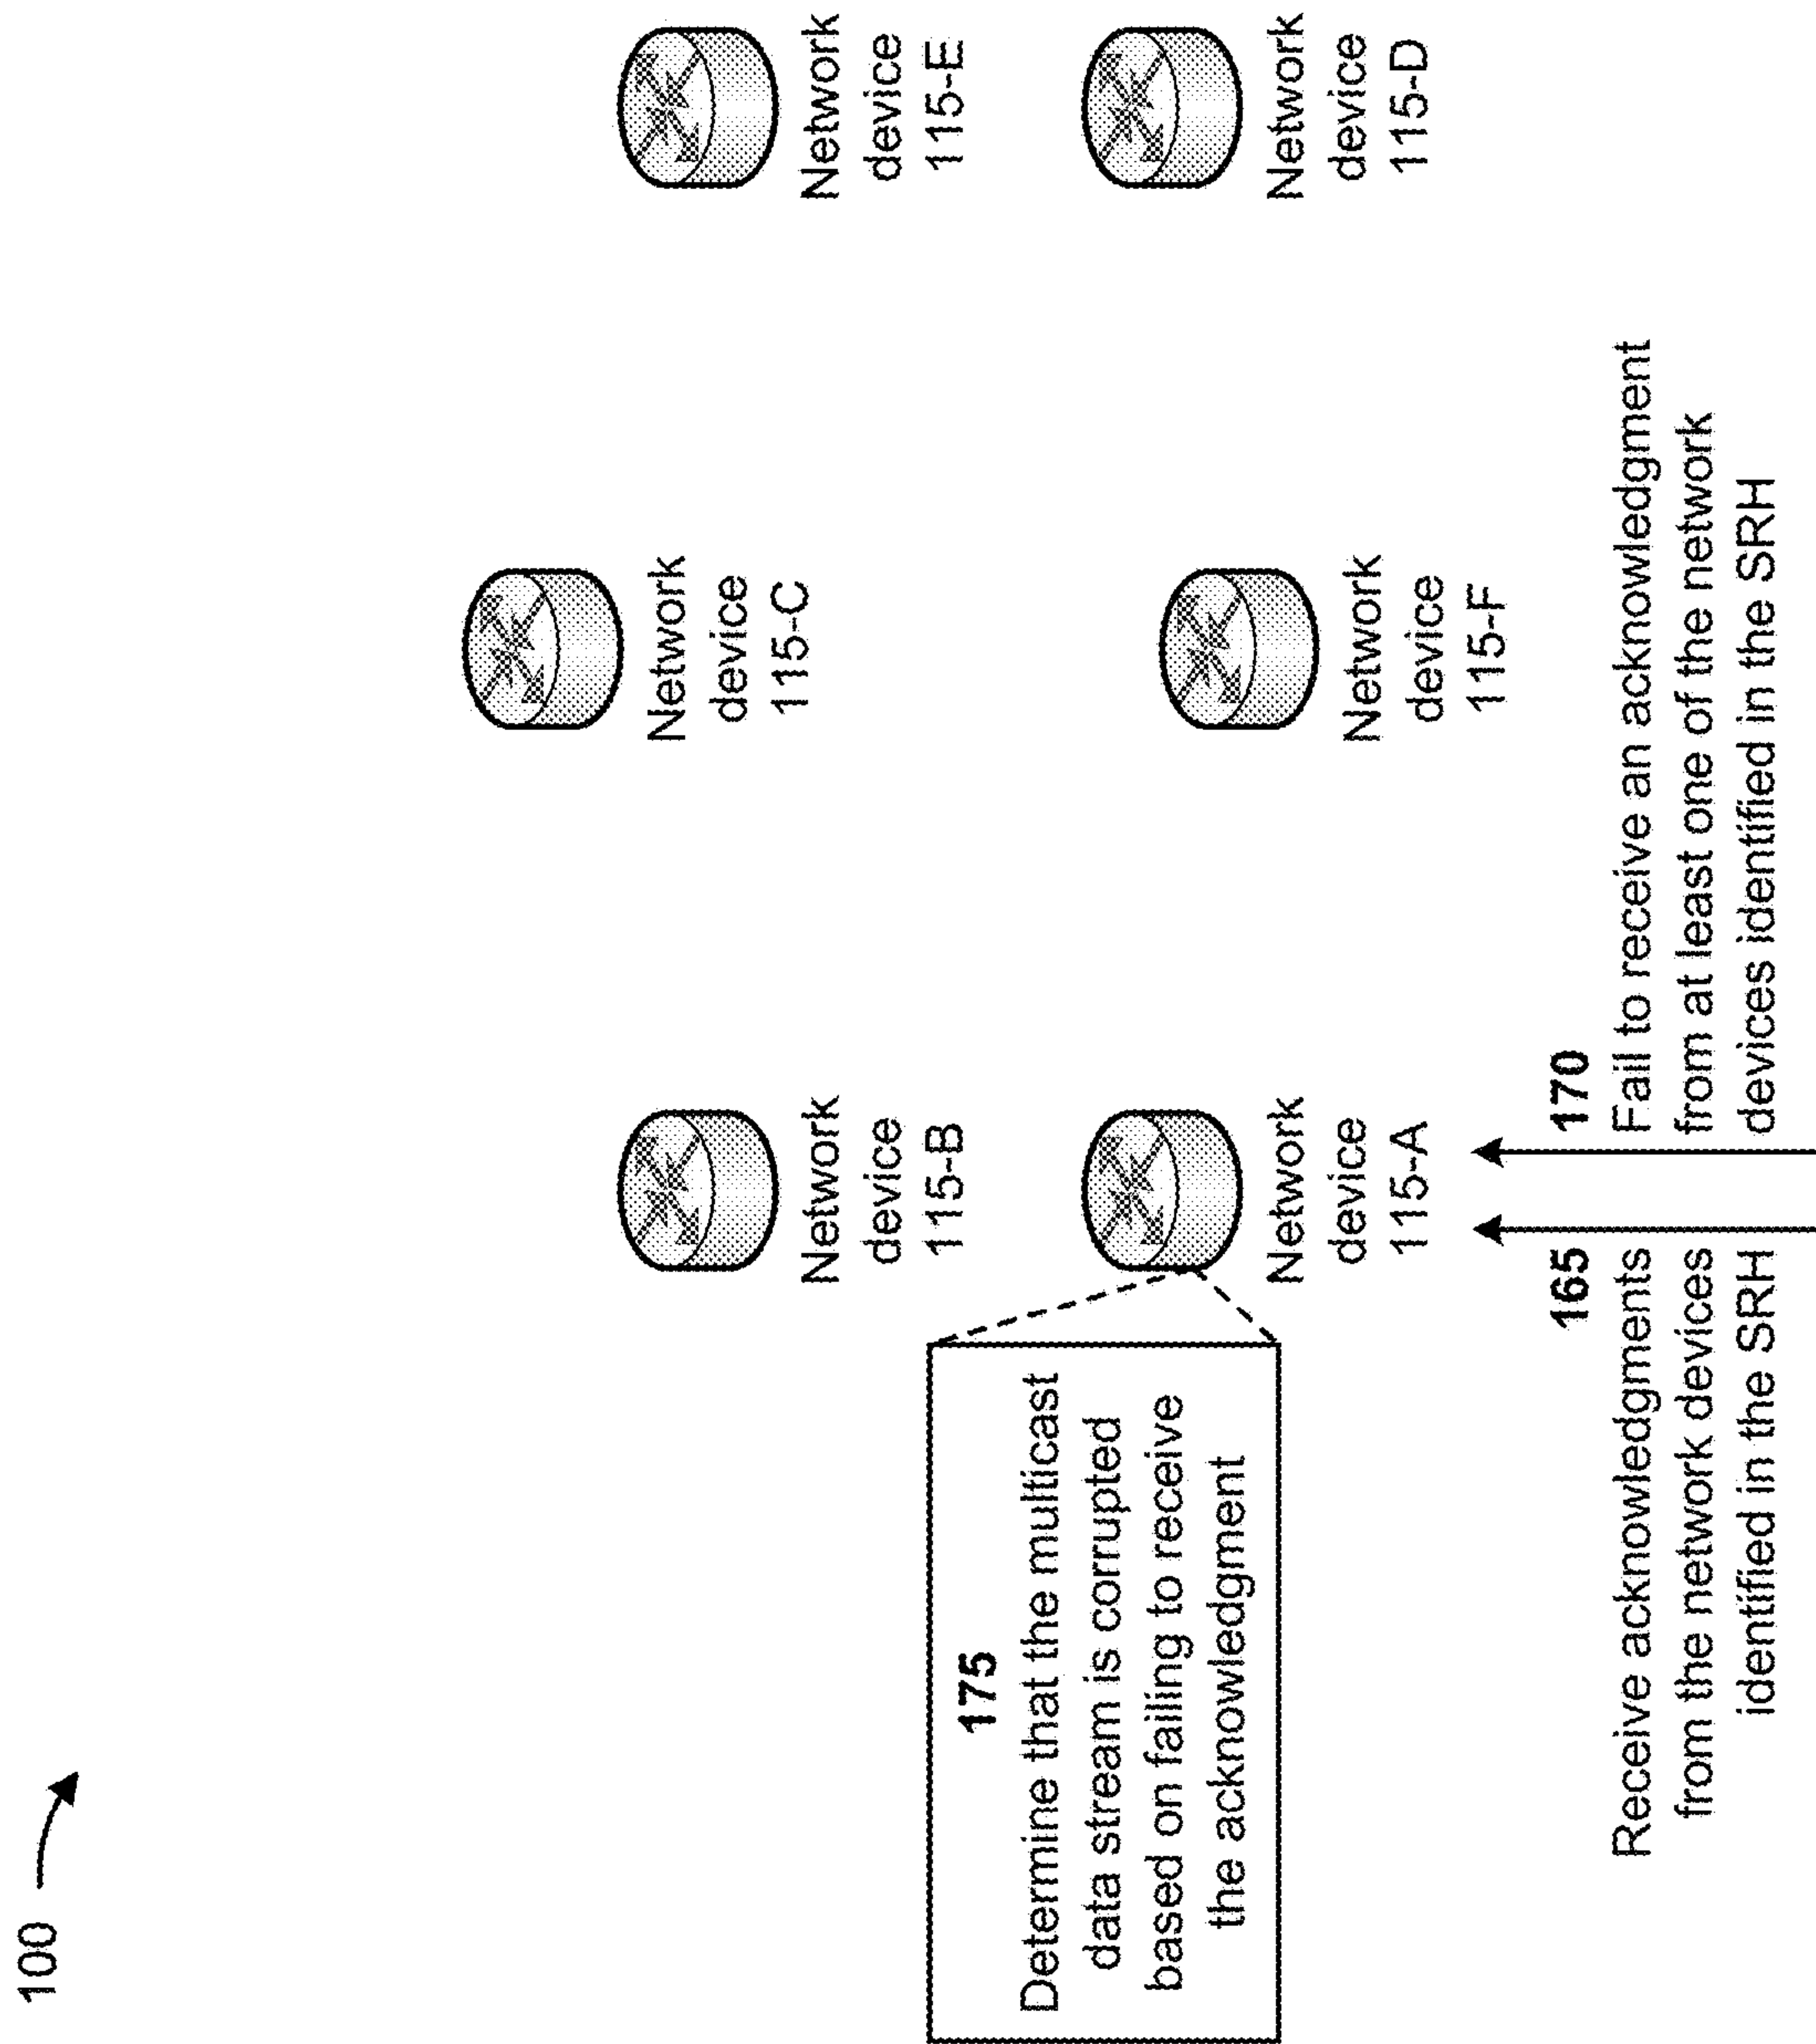 100
Network
device
115-C
Network
device
115-B
Network
device
115-E
175
Determine that the multicast
data stream is corrupted
based on failing to receive
the acknowledgment
Network
device
115-A
Network
device
115-F
Network
device
115-D
165
Receive acknowledgments
from the network devices
identified in the SRH
170
Fail to receive an acknowledgment
from at least one of the network
devices identified in the SRH